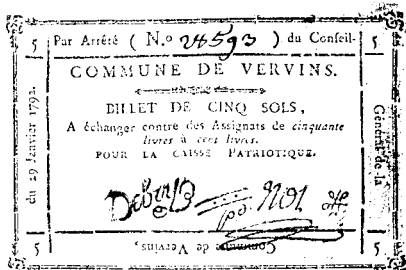 5 Par Arrêté ( N.o 28593 ) du Conseil- 5
Général de la
Commune de Vervins,
du 29 Janvier 1792.
COMMUNE DE VERVINS.
BILLET DE CINQ SOLS,
A échanger contre des Assignats de cinquante
livres à cent livres.
POUR LA CAISSE PATRIOTIQUE.
5 5